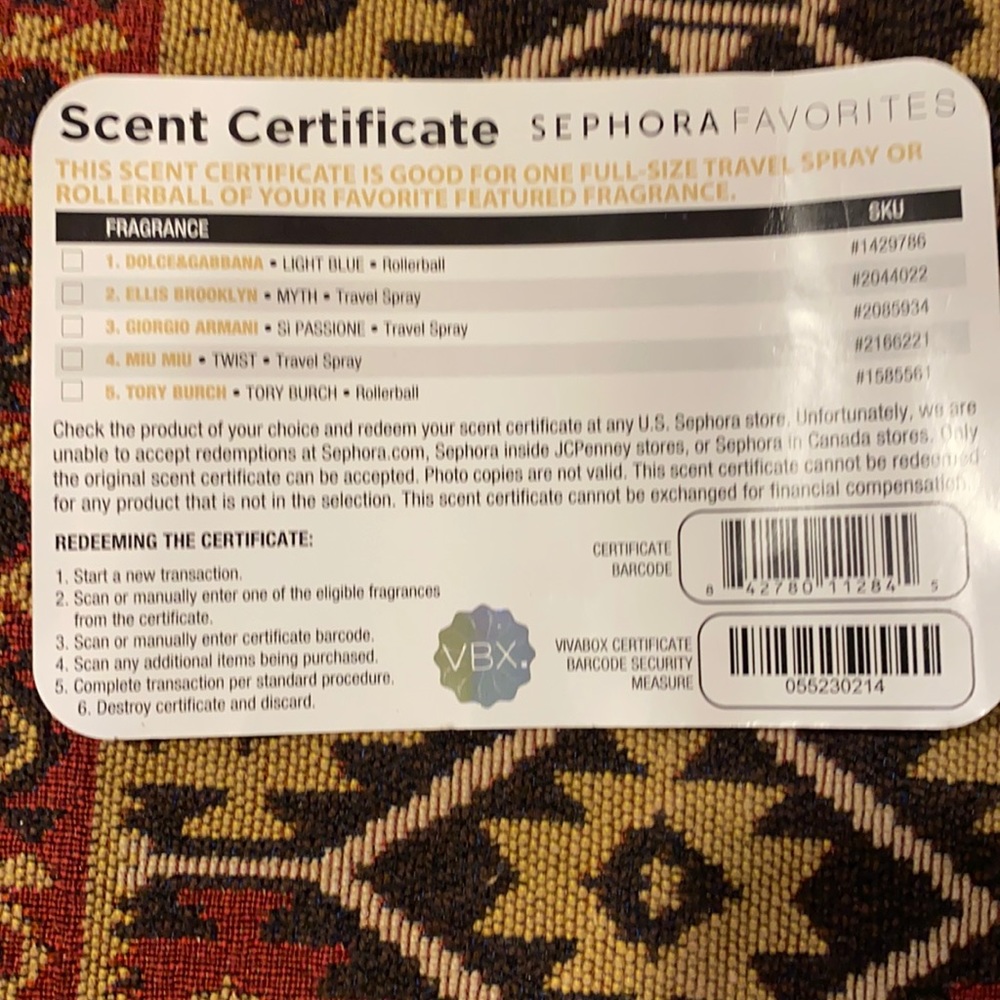 Scent Certificate SEPHORA FAVORITES
THIS SCENT CERTIFICATE IS GOOD FOR ONE FULL-SIZE TRAVEL SPRAY OR
ROLLERBALL OF YOUR FAVORITE FEATURED FRAGRANCE.
FRAGRANCE SKU
1. DOLCE&GABBANA • LIGHT BLUE • Rollerball #1429786
2. ELLIS BROOKLYN • MYTH • Travel Spray #2044022
3. GIORGIO ARMANI • Sì PASSIONE • Travel Spray #2085934
4. MIU MIU • TWIST • Travel Spray #2166221
5. TORY BURCH • TORY BURCH • Rollerball #1585561
Check the product of your choice and redeem your scent certificate at any U.S. Sephora store. Unfortunately, we are
unable to accept redemptions at Sephora.com, Sephora inside JCPenney stores, or Sephora in Canada stores. Only
the original scent certificate can be accepted. Photo copies are not valid. This scent certificate cannot be redeemed
for any product that is not in the selection. This scent certificate cannot be exchanged for financial compensation.
REDEEMING THE CERTIFICATE:
1. Start a new transaction.
2. Scan or manually enter one of the eligible fragrances
from the certificate.
3. Scan or manually enter certificate barcode.
4. Scan any additional items being purchased.
5. Complete transaction per standard procedure.
6. Destroy certificate and discard.
VBX.
CERTIFICATE
BARCODE
8 42780 11284 5
VIVABOX CERTIFICATE
BARCODE SECURITY
MEASURE
055230214